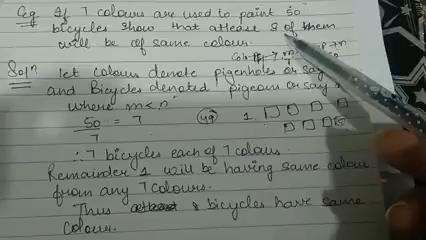 Eg If 7 colours are used to paint 50
bicycles show that atleast 8 of them
will be of same colour.
Soln let colours denote pigenholes or say
and Bicycles denoted pigeons or say
where m<n
50/7 = 7 49 1
∴ 7 bicycles each of 7 colours.
Remainder 1 will be having same colour
from any 7 colours.
Thus 8 bicycles have same
colour.